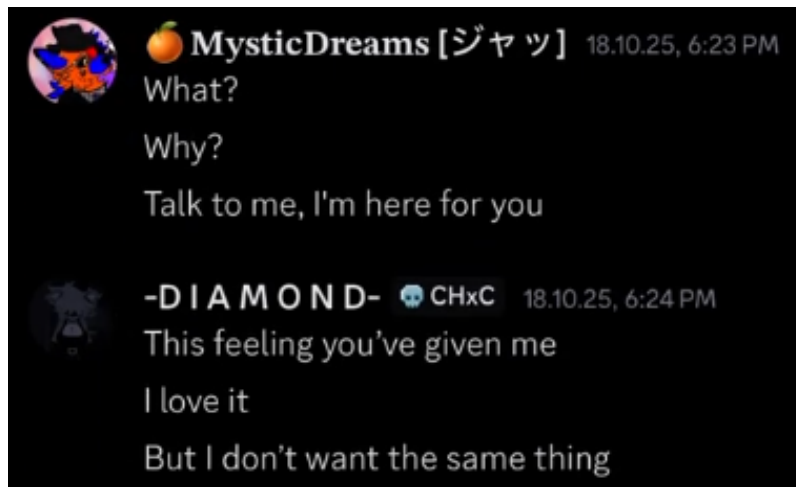 🍊 MysticDreams [ジャッ] 18.10.25, 6:23 PM
What?
Why?
Talk to me, I'm here for you
-D I A M O N D- 💀 CHxC 18.10.25, 6:24 PM
This feeling you've given me
I love it
But I don't want the same thing